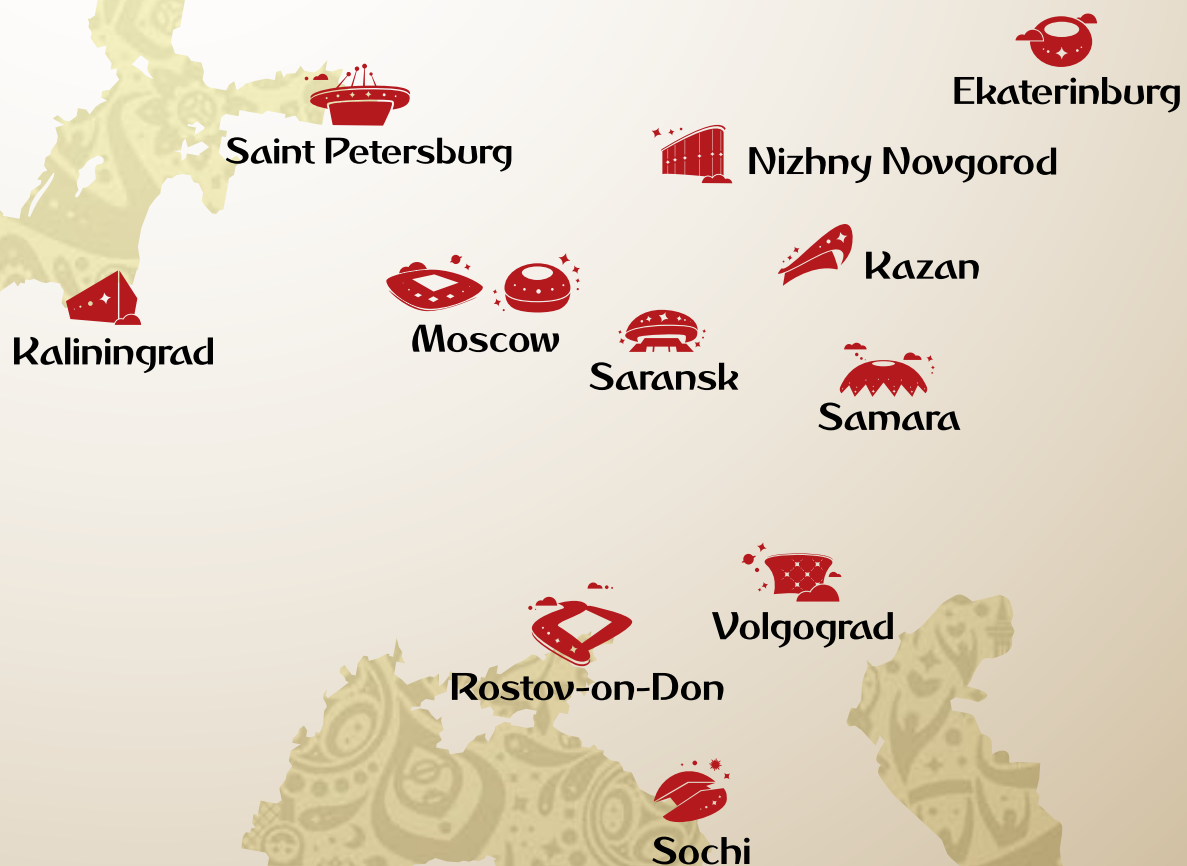 Ekaterinburg
Saint Petersburg
Nizhny Novgorod
Kazan
Moscow
Kaliningrad
Saransk
Samara
Volgograd
Rostov-on-Don
Sochi